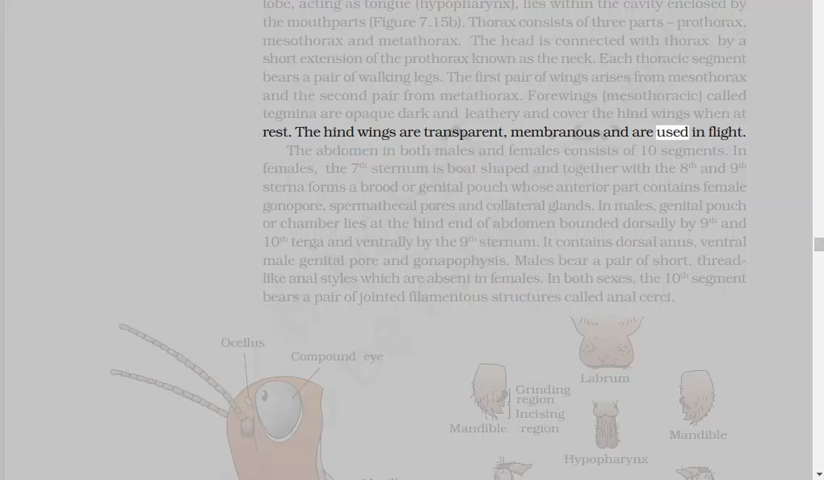 lobe, acting as tongue (hypopharynx), lies within the cavity enclosed by
the mouthparts (Figure 7.15b). Thorax consists of three parts – prothorax,
mesothorax and metathorax. The head is connected with thorax by a
short extension of the prothorax known as the neck. Each thoracic segment
bears a pair of walking legs. The first pair of wings arises from mesothorax
and the second pair from metathorax. Forewings (mesothoracic) called
tegmina are opaque dark and leathery and cover the hind wings when at
rest. The hind wings are transparent, membranous and are used in flight.
The abdomen in both males and females consists of 10 segments. In
females, the 7th sternum is boat shaped and together with the 8th and 9th
sterna forms a brood or genital pouch whose anterior part contains female
gonopore, spermathecal pores and collateral glands. In males, genital pouch
or chamber lies at the hind end of abdomen bounded dorsally by 9th and
10th terga and ventrally by the 9th sternum. It contains dorsal anus, ventral
male genital pore and gonapophysis. Males bear a pair of short, thread-
like anal styles which are absent in females. In both sexes, the 10th segment
bears a pair of jointed filamentous structures called anal cerci.
Ocellus
Compound eye
Labrum
Grinding
region
Incising
region
Mandible
Mandible
Hypopharynx